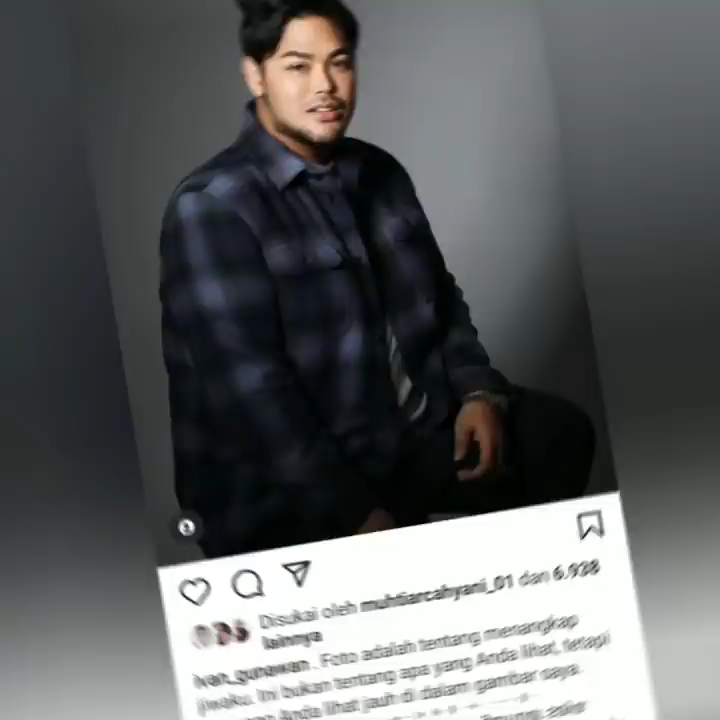 Disukai oleh muhtiarcahyani_01 dan 6.938
lainnya
ivan_gunawan . Foto adalah tentang menangkap
jiwaku. Ini bukan tentang apa yang Anda lihat, tetapi
Anda lihat jauh di dalam gambar saya.